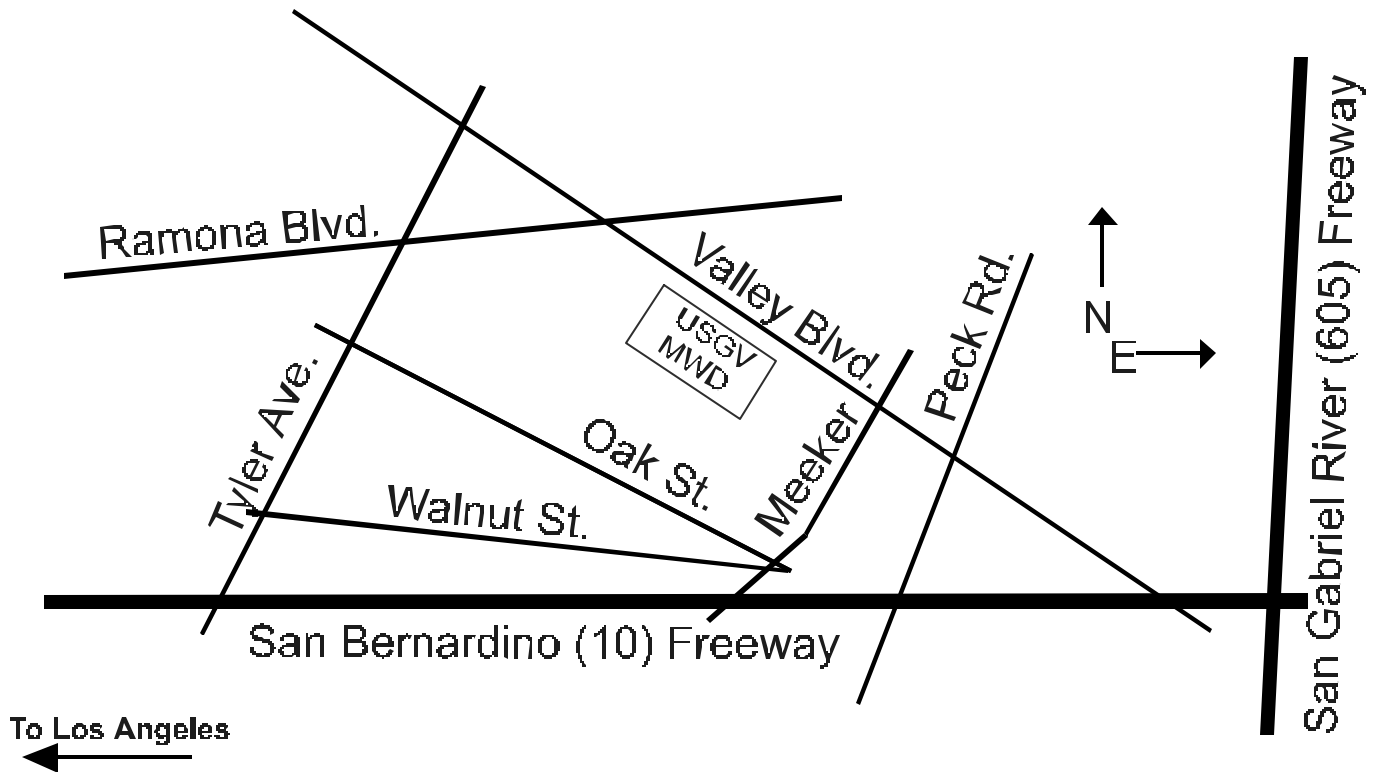 Ramona Blvd.
Valley Blvd.
Peck Rd.
USGV
MWD
N
E
San Gabriel River (605) Freeway
Tyler Ave.
Oak St.
Meeker
Walnut St.
San Bernardino (10) Freeway
To Los Angeles